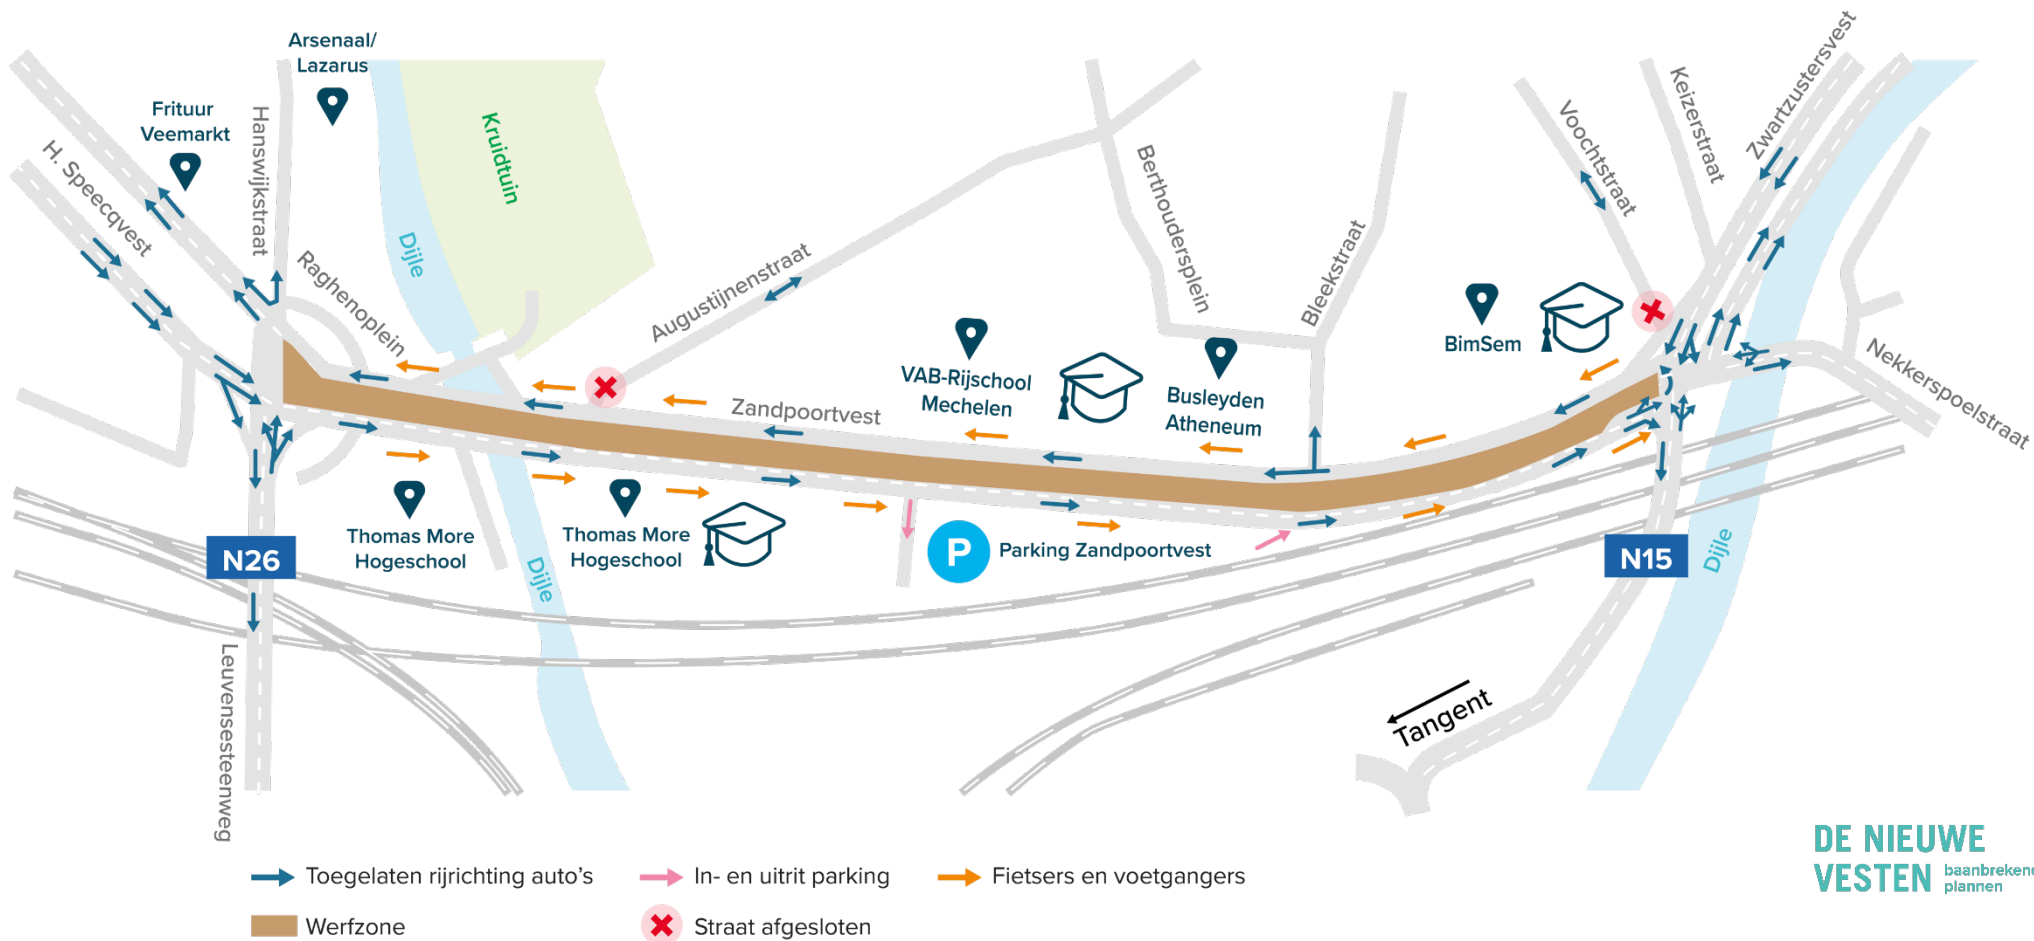 Arsenaal/
Lazarus
Frituur
Veemarkt
H. Speecqvest
Hanswijkstraat
Raghenoplein
Dijle
Kruidtuin
Augustijnenstraat
Zandpoortvest
VAB-Rijschool
Mechelen
Berthoudersplein
Busleyden
Atheneum
Bleekstraat
BimSem
Voochtstraat
Keizerstraat
Zwartzustersvest
Nekkerspoelstraat
Thomas More
Hogeschool
Thomas More
Hogeschool
Dijle
P
Parking Zandpoortvest
N26
N15
Dijle
Leuvensesteenweg
Tangent
Toegelaten rijrichting auto's
In- en uitrit parking
Fietsers en voetgangers
Werfzone
Straat afgesloten
DE NIEUWE
VESTEN
baanbrekende
plannen